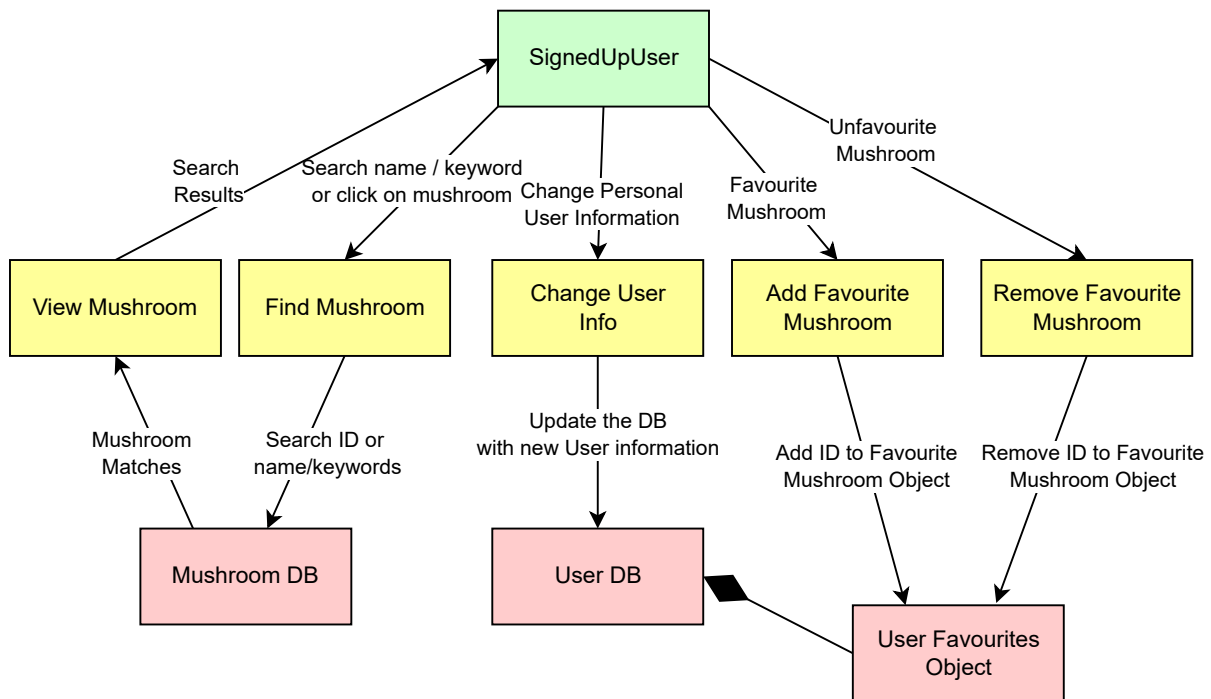 SignedUpUser
Unfavourite
Mushroom
Search
Results
Search name / keyword
or click on mushroom
Change Personal
User Information
Favourite
Mushroom
View Mushroom
Find Mushroom
Change User
Info
Add Favourite
Mushroom
Remove Favourite
Mushroom
Mushroom
Matches
Search ID or
name/keywords
Update the DB
with new User information
Add ID to Favourite
Mushroom Object
Remove ID to Favourite
Mushroom Object
Mushroom DB
User DB
User Favourites
Object